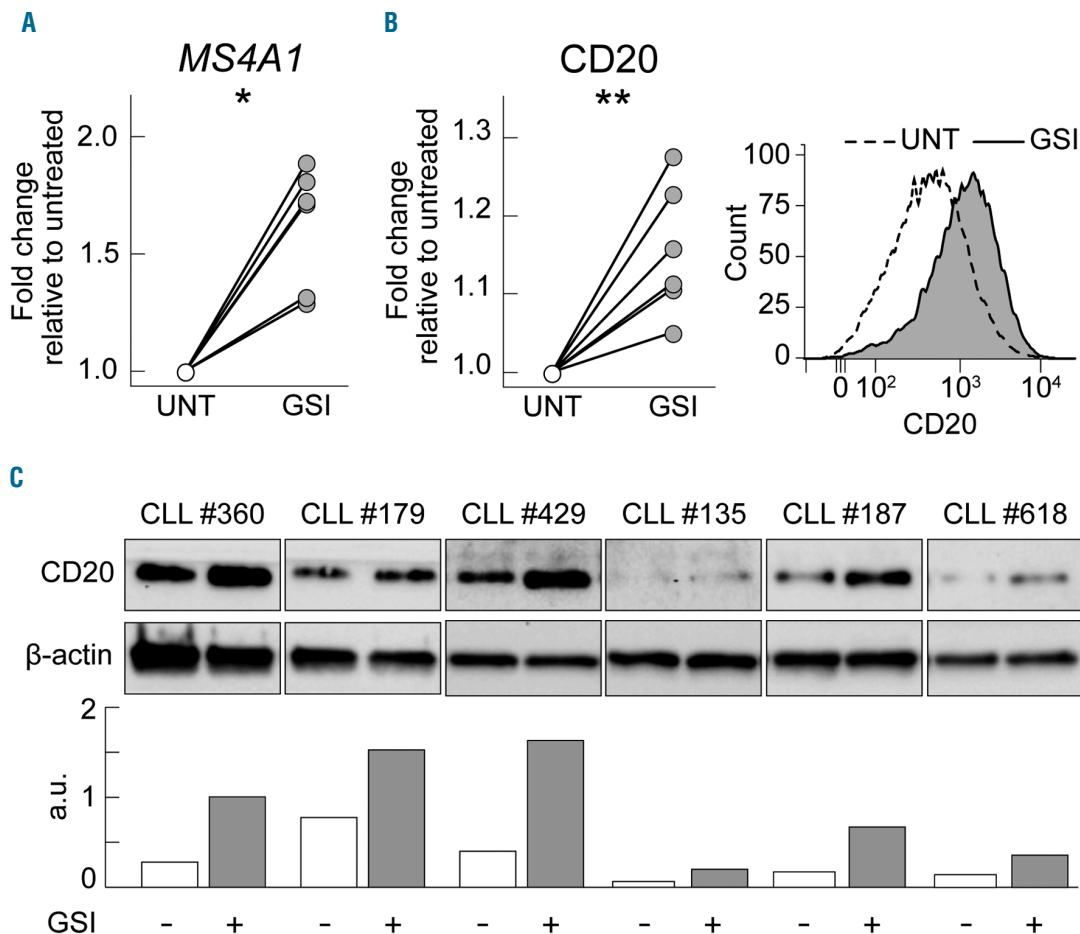 A
MS4A1
*
Fold change
relative to untreated
2.0
1.5
1.0
UNT GSI
B
CD20
**
Fold change
relative to untreated
1.3
1.2
1.1
1.0
UNT GSI
UNT GSI
Count
100
75
50
25
0
0 10² 10³ 10⁴
CD20
C
CLL #360 CLL #179 CLL #429 CLL #135 CLL #187 CLL #618
CD20
β-actin
a.u.
2
1
0
GSI - + - + - + - + - + - +